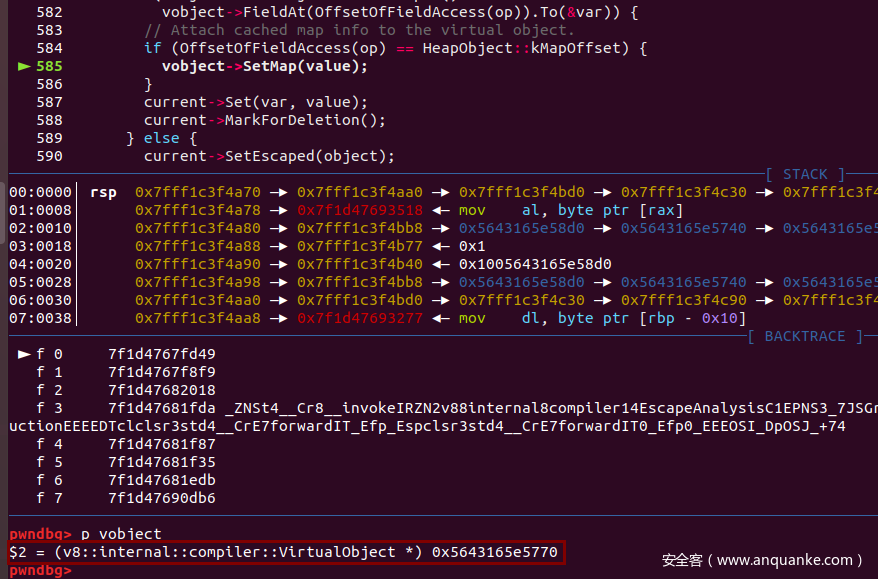 582 vobject->FieldAt(OffsetOfFieldAccess(op)).To(&var)) {
583 // Attach cached map info to the virtual object.
584 if (OffsetOfFieldAccess(op) == HeapObject::kMapOffset) {
► 585 vobject->SetMap(value);
586 }
587 current->Set(var, value);
588 current->MarkForDeletion();
589 } else {
590 current->SetEscaped(object);
[ STACK ]
00:0000│ rsp 0x7fff1c3f4a70 —► 0x7fff1c3f4aa0 —► 0x7fff1c3f4bd0 —► 0x7fff1c3f4c30 —► 0x7fff1c3f4
01:0008│ 0x7fff1c3f4a78 —► 0x7f1d47693518 ◄— mov al, byte ptr [rax]
02:0010│ 0x7fff1c3f4a80 —► 0x7fff1c3f4bb8 —► 0x5643165e58d0 —► 0x5643165e5740 —► 0x5643165e5
03:0018│ 0x7fff1c3f4a88 —► 0x7fff1c3f4b77 ◄— 0x1
04:0020│ 0x7fff1c3f4a90 —► 0x7fff1c3f4b40 ◄— 0x1005643165e58d0
05:0028│ 0x7fff1c3f4a98 —► 0x7fff1c3f4bb8 —► 0x5643165e58d0 —► 0x5643165e5740 —► 0x5643165e5
06:0030│ 0x7fff1c3f4aa0 —► 0x7fff1c3f4bd0 —► 0x7fff1c3f4c30 —► 0x7fff1c3f4c90 —► 0x7fff1c3f4
07:0038│ 0x7fff1c3f4aa8 —► 0x7f1d47693277 ◄— mov dl, byte ptr [rbp - 0x10]
[ BACKTRACE ]
► f 0 7f1d4767fd49
f 1 7f1d4767f8f9
f 2 7f1d47682018
f 3 7f1d47681fda _ZNSt4__Cr8__invokeIRZN2v88internal8compiler14EscapeAnalysisC1EPNS3_7JSGr
uctionEEEEDTclclsr3std4__CrE7forwardIT_Efp_Espclsr3std4__CrE7forwardIT0_Efp0_EEEOSI_DpOSJ_+74
f 4 7f1d47681f87
f 5 7f1d47681f35
f 6 7f1d47681edb
f 7 7f1d47690db6
pwndbg> p vobject
$2 = (v8::internal::compiler::VirtualObject *) 0x5643165e5770
pwndbg>
安全客（www.anquanke.com）